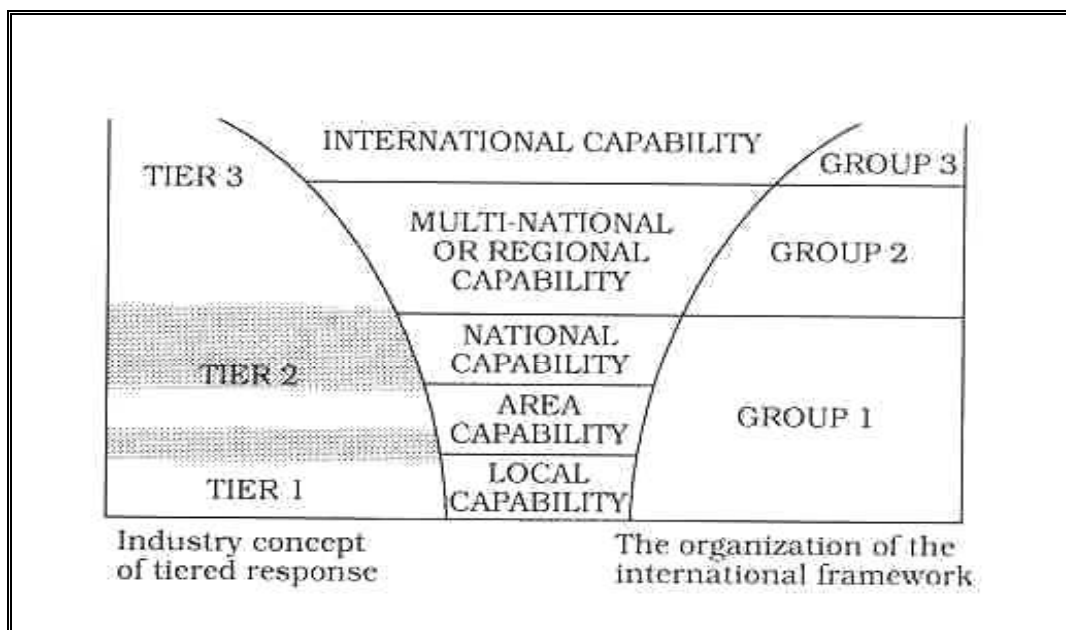 INTERNATIONAL CAPABILITY
TIER 3
GROUP 3
MULTI-NATIONAL
OR REGIONAL
CAPABILITY
GROUP 2
NATIONAL
CAPABILITY
TIER 2
AREA
CAPABILITY
GROUP 1
LOCAL
CAPABILITY
TIER 1
Industry concept
of tiered response
The organization of the
international framework